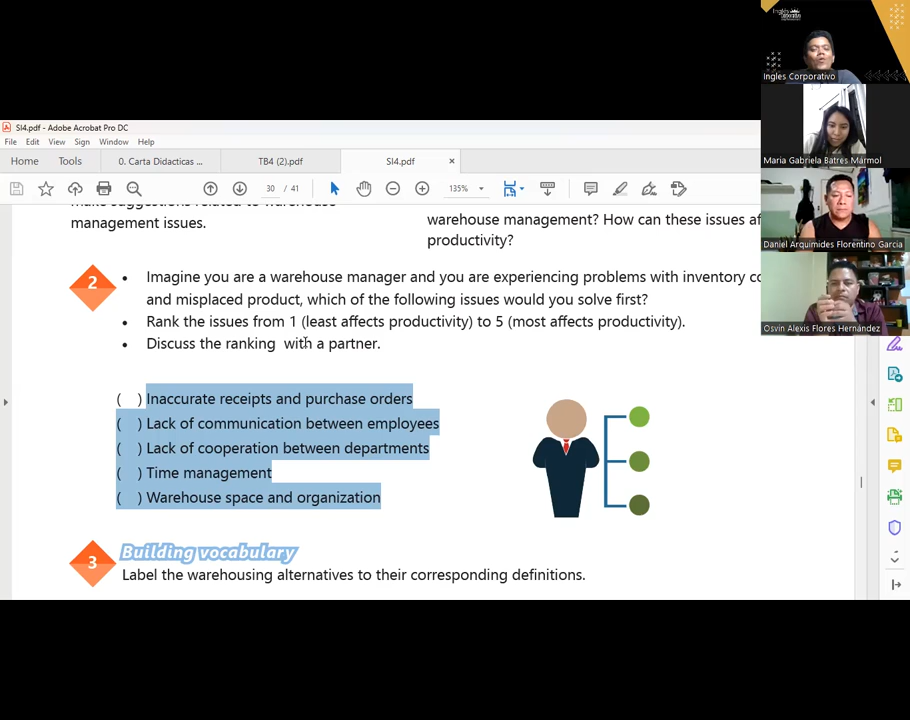 SI4.pdf - Adobe Acrobat Pro DC
File Edit View Sign Window Help
Home Tools 0. Carta Didacticas ... TB4 (2).pdf SI4.pdf ×
30 / 41 135%
management issues.
warehouse management? How can these issues af
productivity?
2
• Imagine you are a warehouse manager and you are experiencing problems with inventory co
and misplaced product, which of the following issues would you solve first?
• Rank the issues from 1 (least affects productivity) to 5 (most affects productivity).
• Discuss the ranking with a partner.
( ) Inaccurate receipts and purchase orders
( ) Lack of communication between employees
( ) Lack of cooperation between departments
( ) Time management
( ) Warehouse space and organization
3
Building vocabulary
Label the warehousing alternatives to their corresponding definitions.
Ingles Corporativo
Maria Gabriela Batres Mármol
Daniel Arquimides Florentino Garcia
Osvin Alexis Flores Hernández